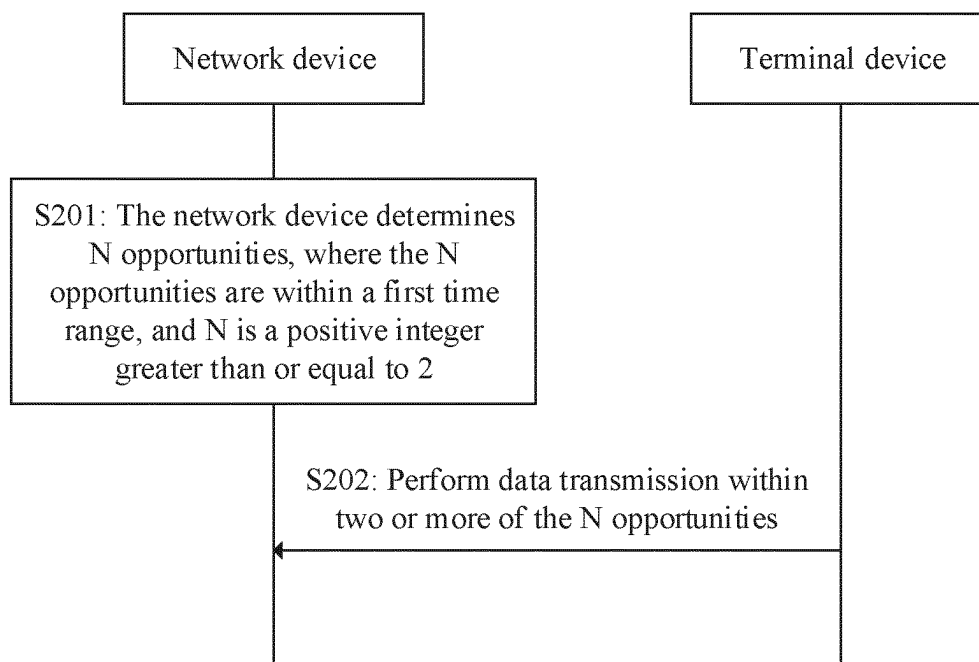 Network device
Terminal device
S201: The network device determines
N opportunities, where the N
opportunities are within a first time
range, and N is a positive integer
greater than or equal to 2
S202: Perform data transmission within
two or more of the N opportunities